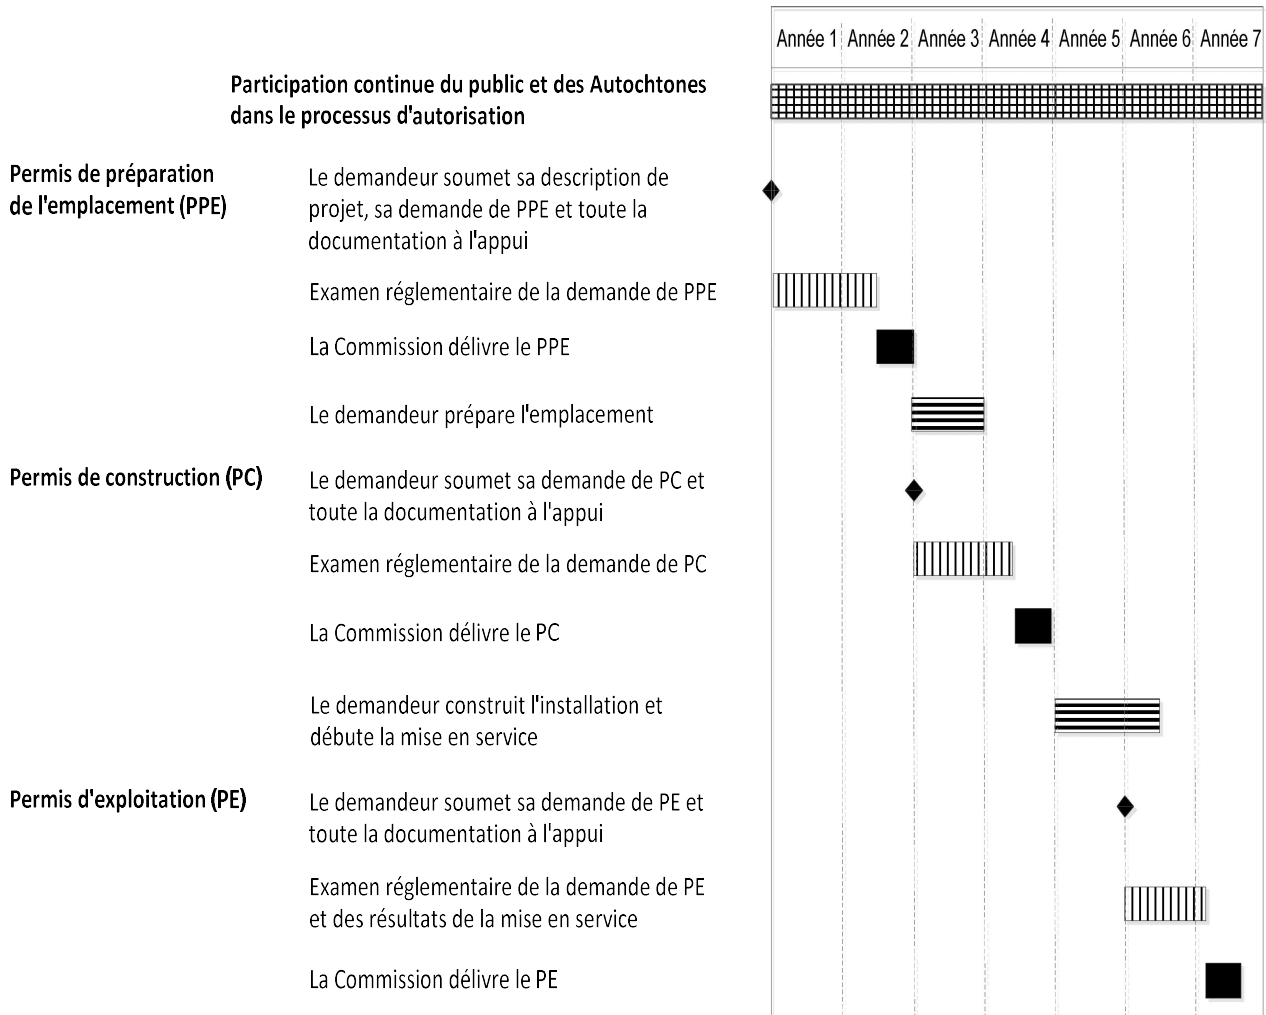 Année 1 Année 2 Année 3 Année 4 Année 5 Année 6 Année 7
Participation continue du public et des Autochtones
dans le processus d'autorisation
Permis de préparation
de l'emplacement (PPE)
Le demandeur soumet sa description de
projet, sa demande de PPE et toute la
documentation à l'appui
Examen réglementaire de la demande de PPE
La Commission délivre le PPE
Le demandeur prépare l'emplacement
Permis de construction (PC)
Le demandeur soumet sa demande de PC et
toute la documentation à l'appui
Examen réglementaire de la demande de PC
La Commission délivre le PC
Le demandeur construit l'installation et
débute la mise en service
Permis d'exploitation (PE)
Le demandeur soumet sa demande de PE et
toute la documentation à l'appui
Examen réglementaire de la demande de PE
et des résultats de la mise en service
La Commission délivre le PE